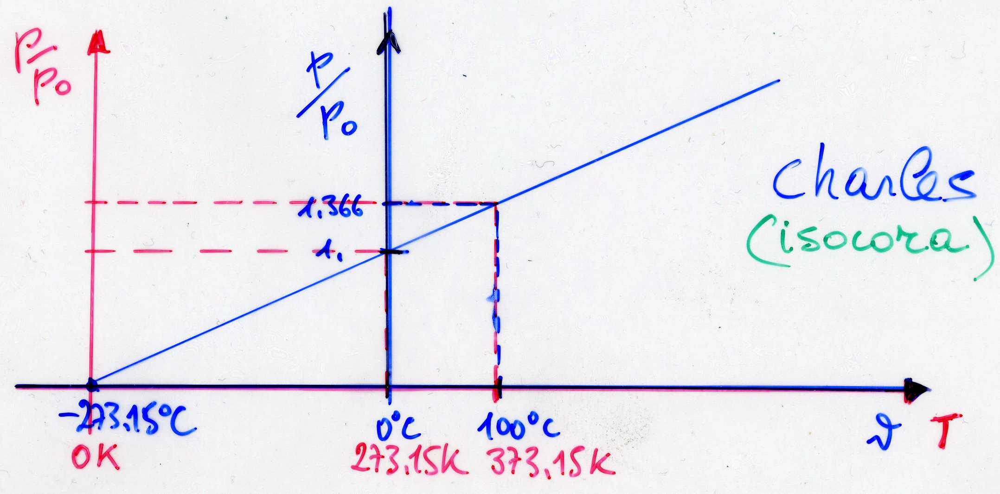 p/p₀
p/p₀
Charles
(isocora)
1.366
1.
-273.15°C
0°C
100°C
ϑ
T
0K
273.15K
373.15K